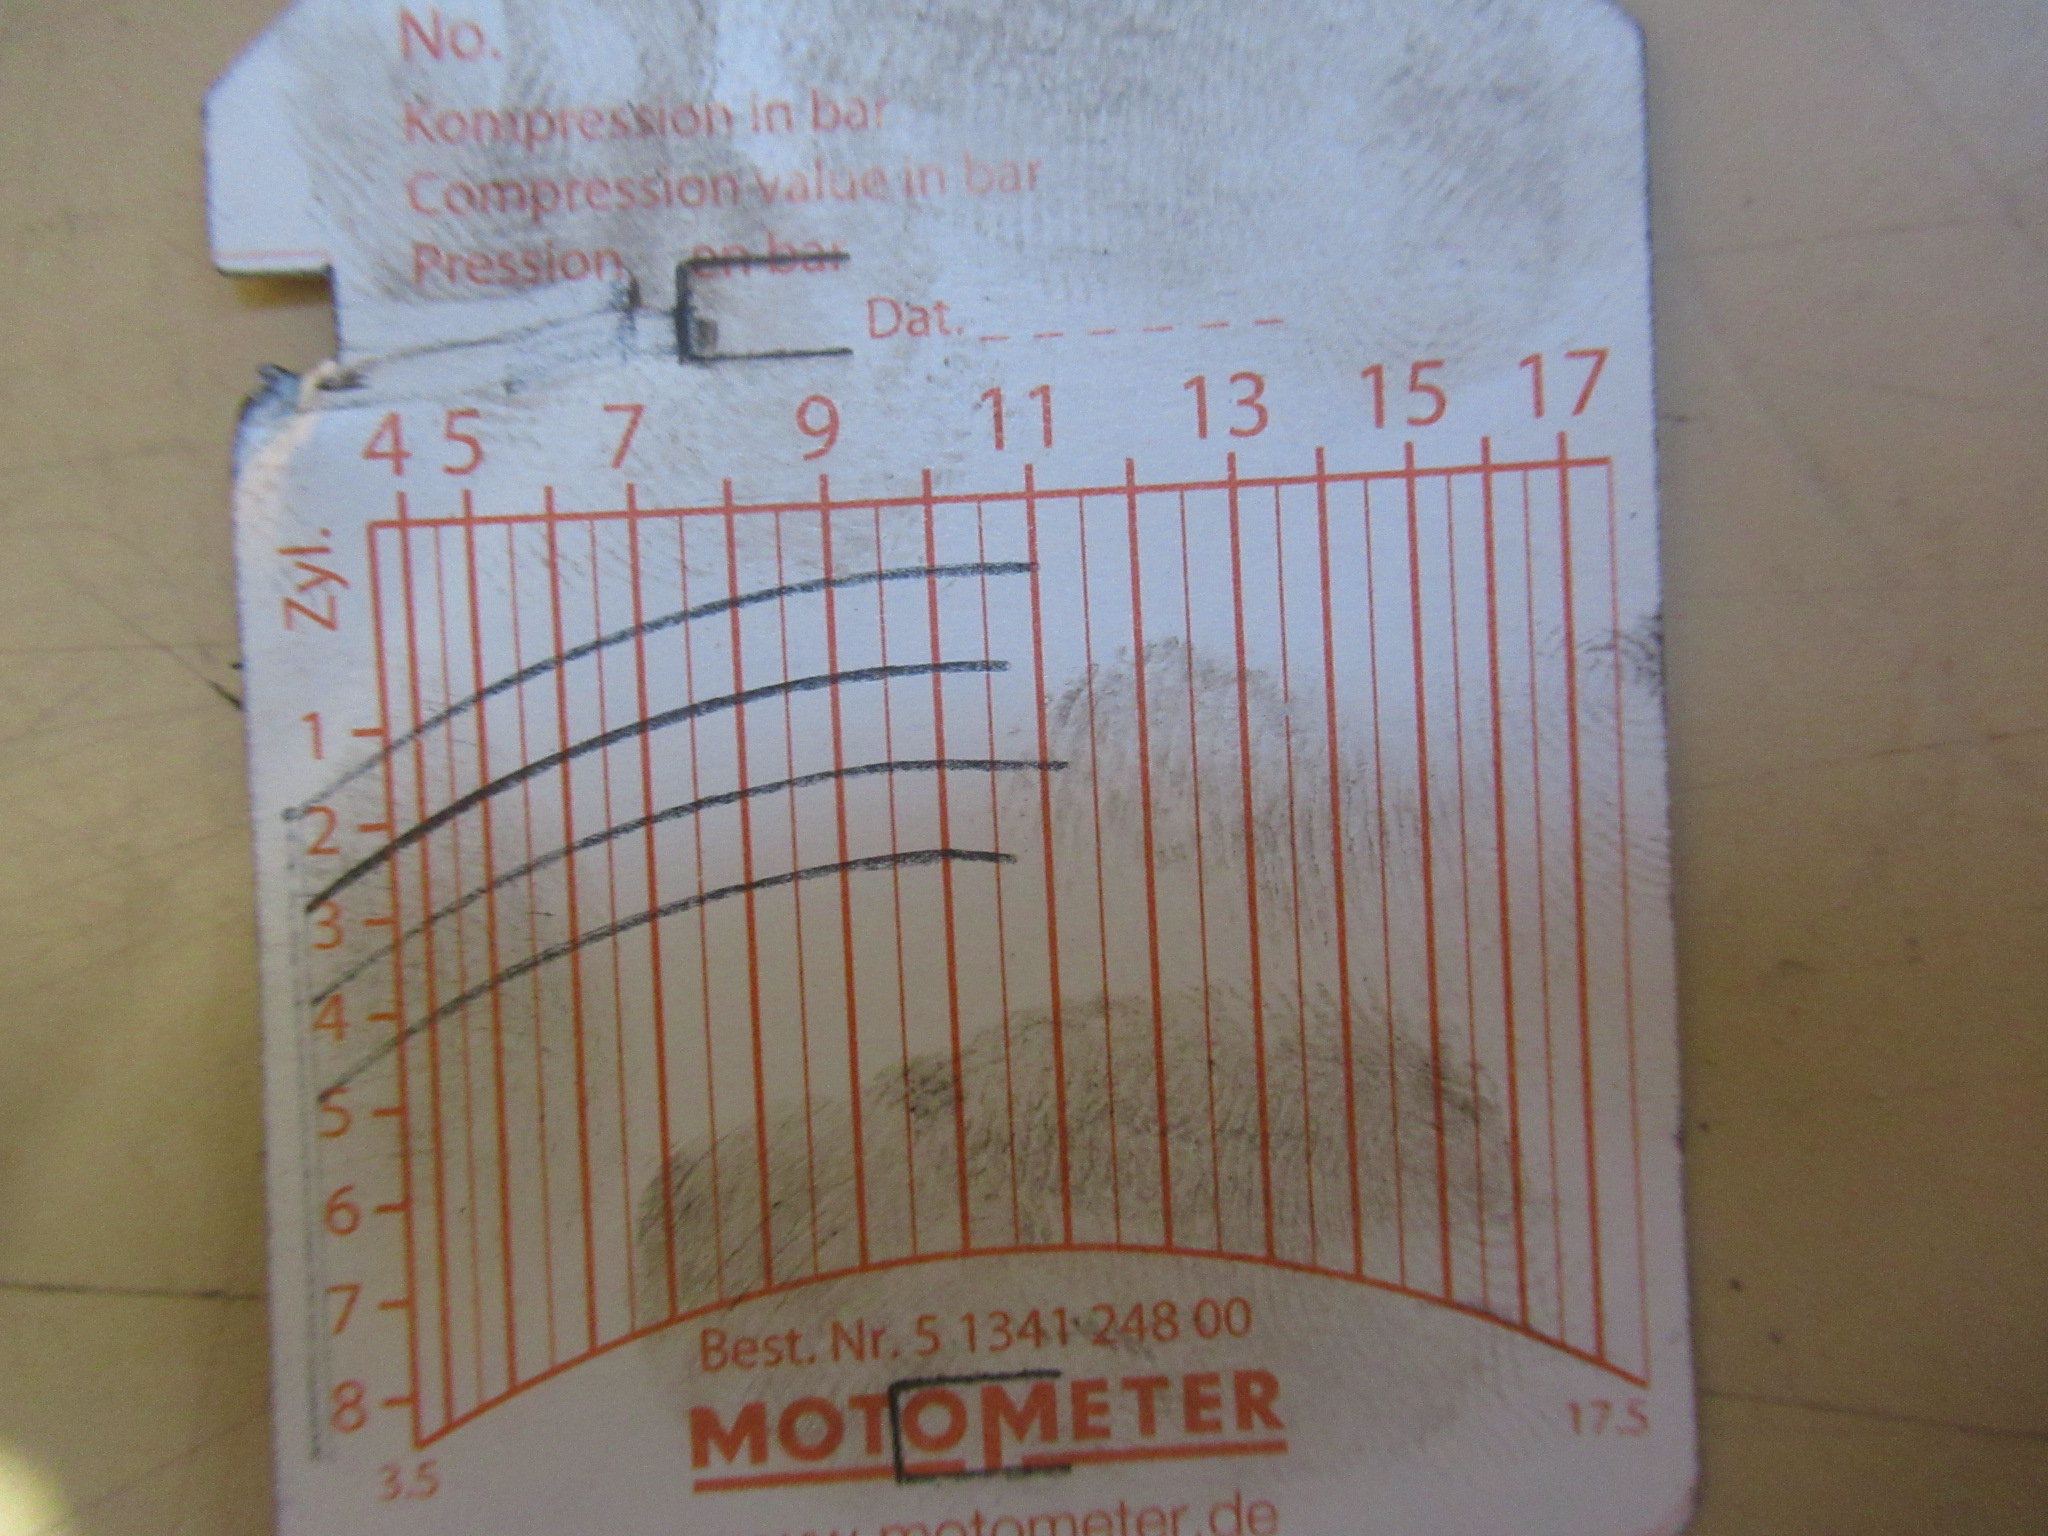 No.
Kompression in bar
Compression value in bar
Pression en bar
Dat. _ _ _ _ _ _
4 5 7 9 11 13 15 17
Zyl.
1
2
3
4
5
6
7
8
3.5
17.5
Best. Nr. 5 1341 248 00
MOTOMETER
www.motometer.de